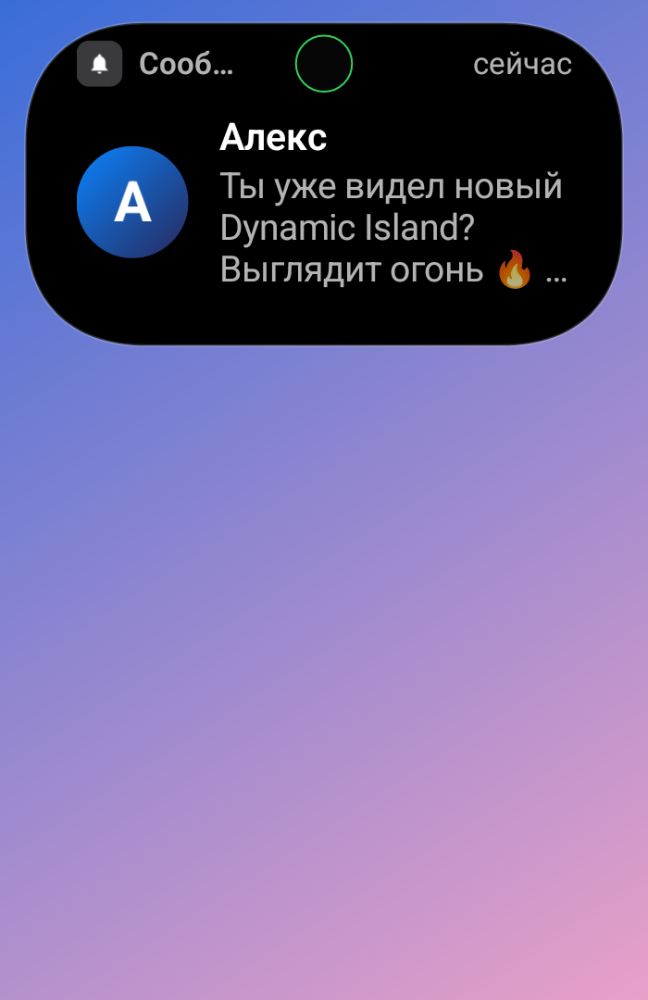 Сооб… сейчас
Алекс
А
Ты уже видел новый
Dynamic Island?
Выглядит огонь 🔥 …